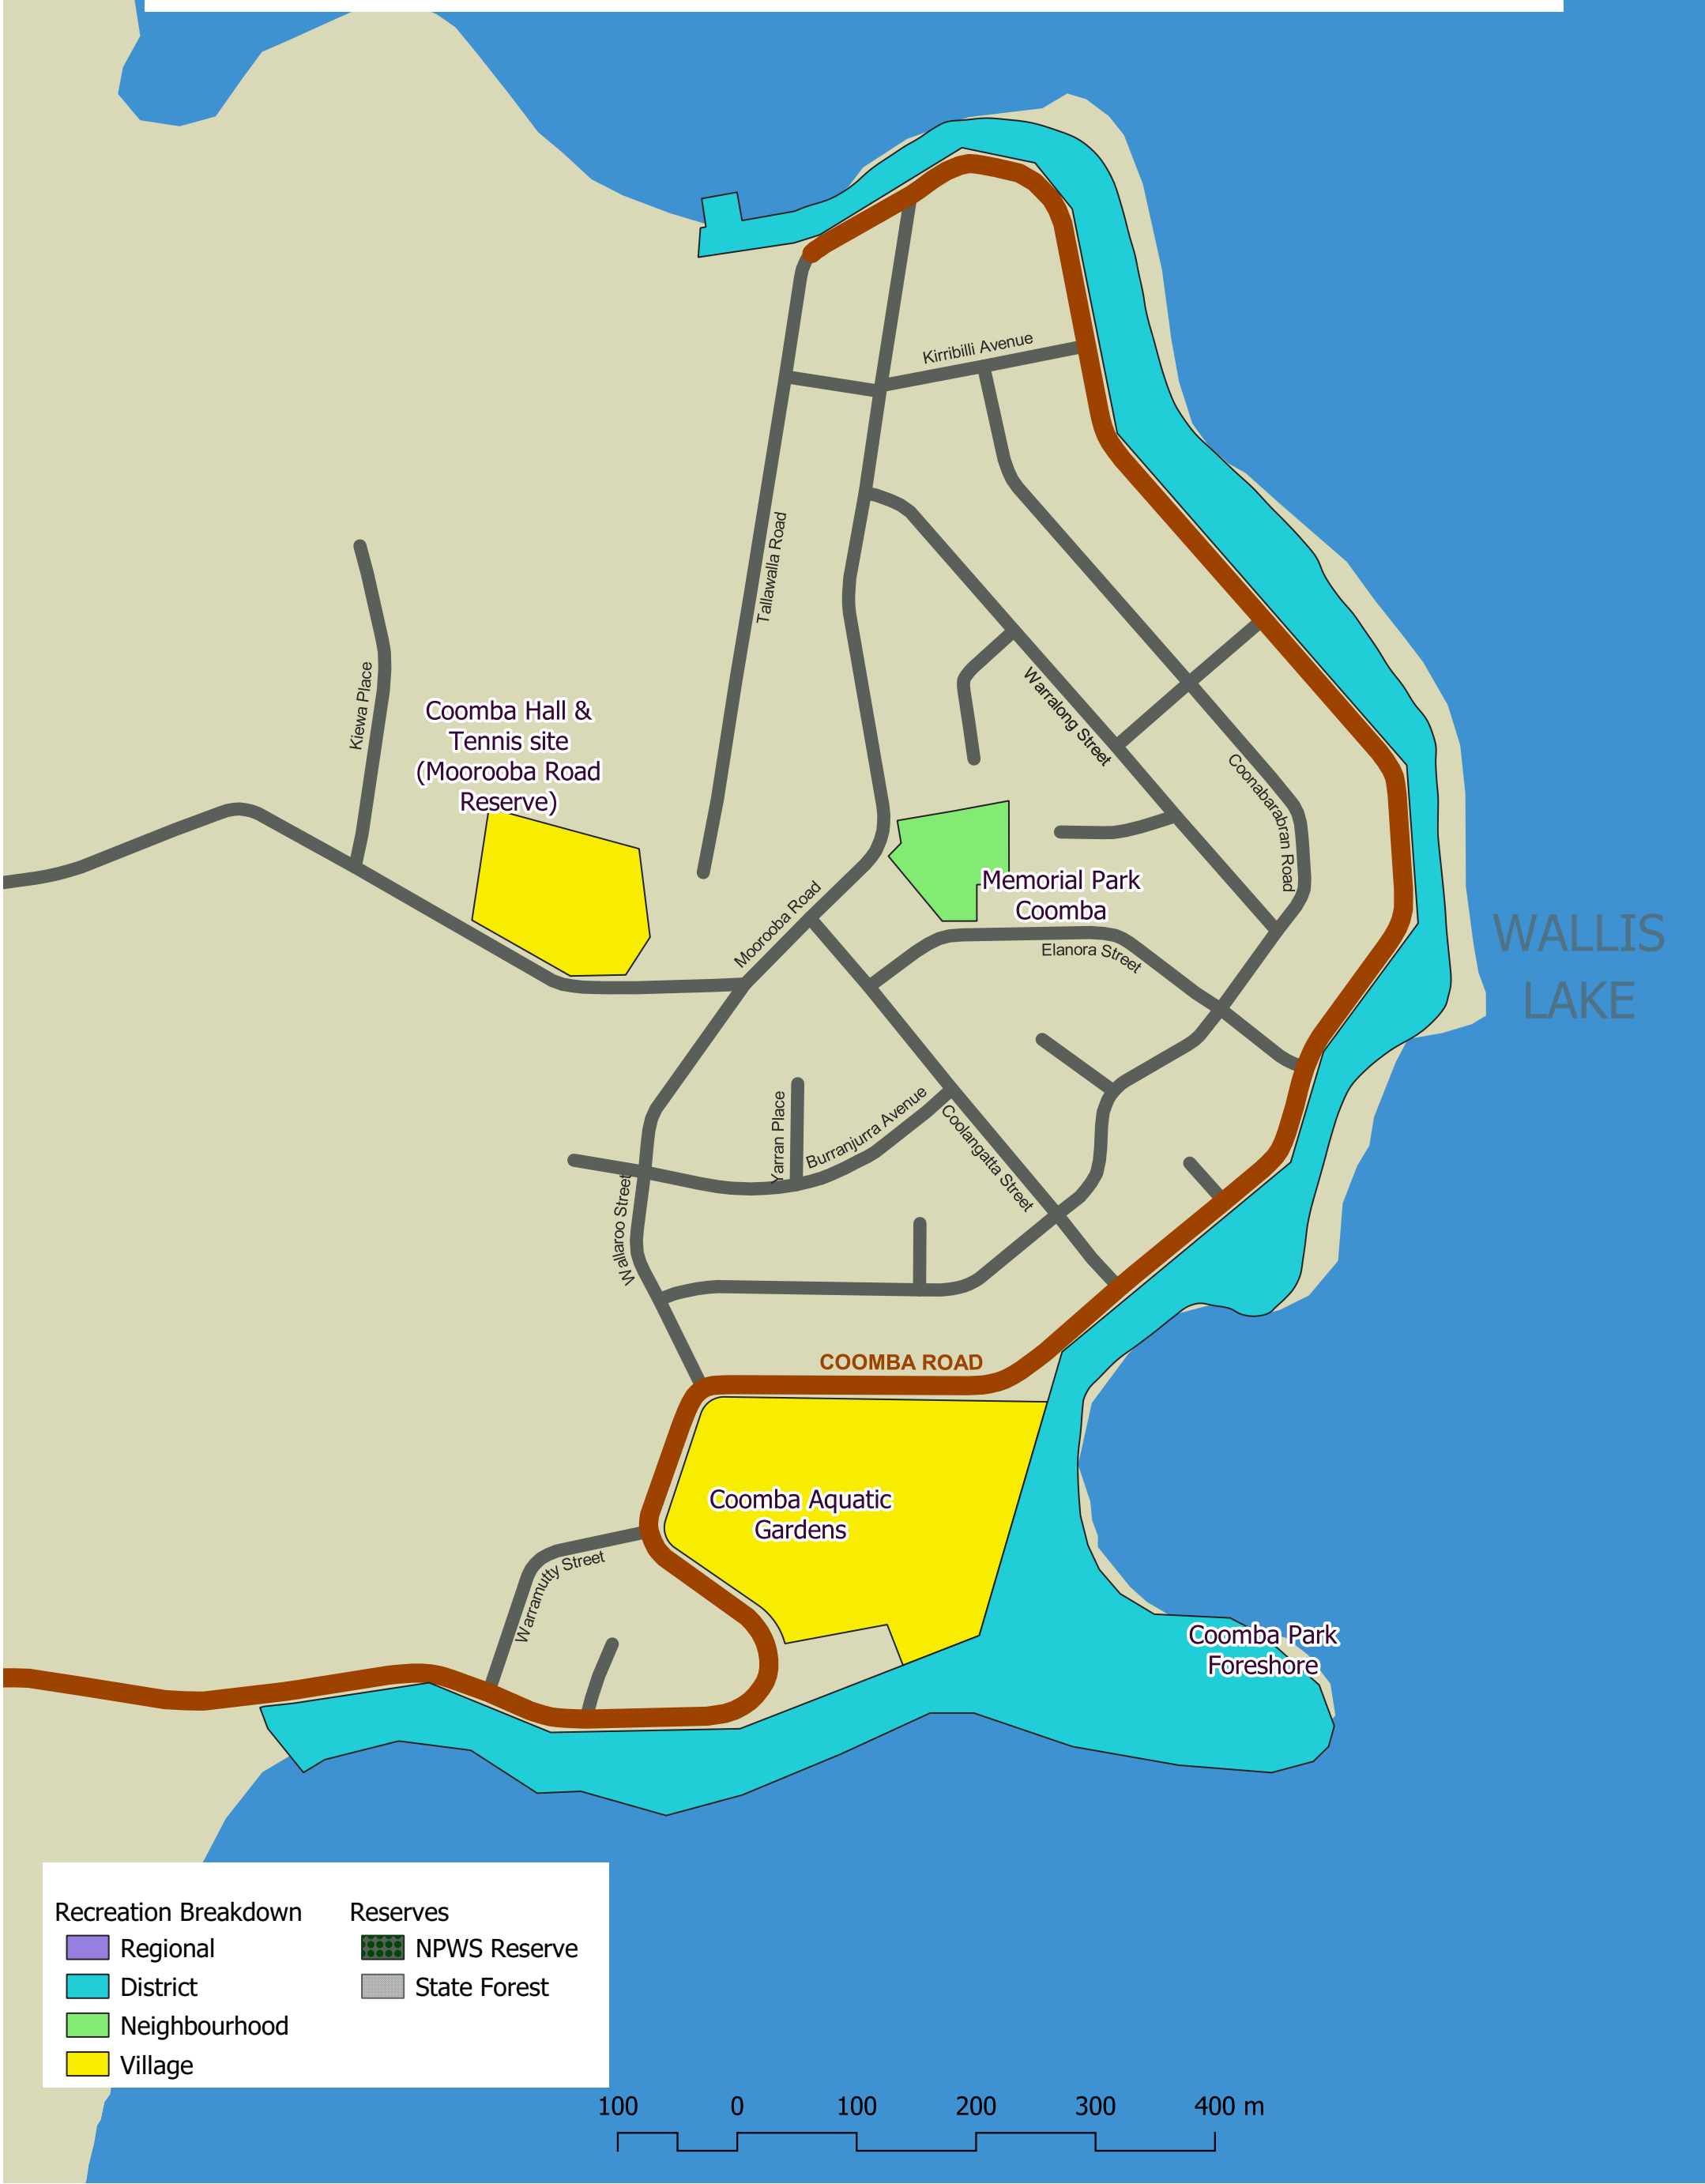 Kirribilli Avenue
Tallawalla Road
Kiewa Place
Coomba Hall &
Tennis site
(Moorooba Road
Reserve)
Warralong Street
Coonabarabran Road
Memorial Park
Coomba
Moorooba Road
Elanora Street
WALLIS
LAKE
Yarran Place
Burranjurra Avenue
Coolangatta Street
Wallaroo Street
COOMBA ROAD
Coomba Aquatic
Gardens
Warramutty Street
Coomba Park
Foreshore
Recreation Breakdown
Regional
District
Neighbourhood
Village
Reserves
NPWS Reserve
State Forest
100 0 100 200 300 400 m